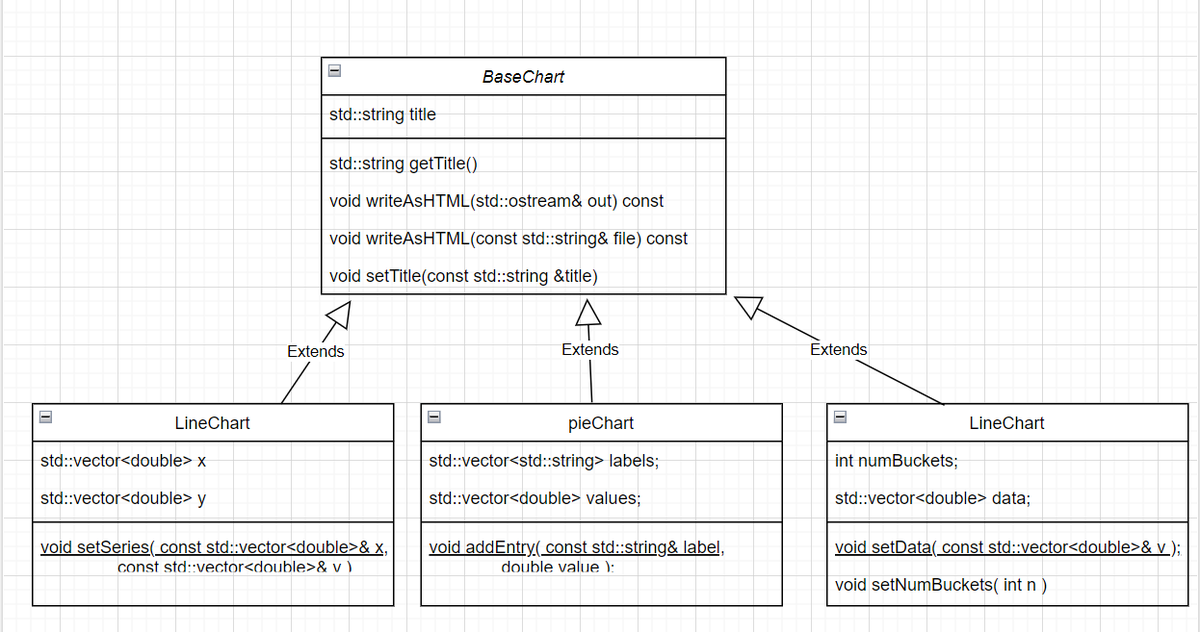 BaseChart
std::string title
std::string getTitle()
void writeAsHTML(std::ostream& out) const
void writeAsHTML(const std::string& file) const
void setTitle(const std::string &title)
Extends
Extends
Extends
LineChart
std::vector<double> x
std::vector<double> y
void setSeries( const std::vector<double>& x,
const std::vector<double>& y )
pieChart
std::vector<std::string> labels;
std::vector<double> values;
void addEntry( const std::string& label,
double value );
LineChart
int numBuckets;
std::vector<double> data;
void setData( const std::vector<double>& v );
void setNumBuckets( int n )